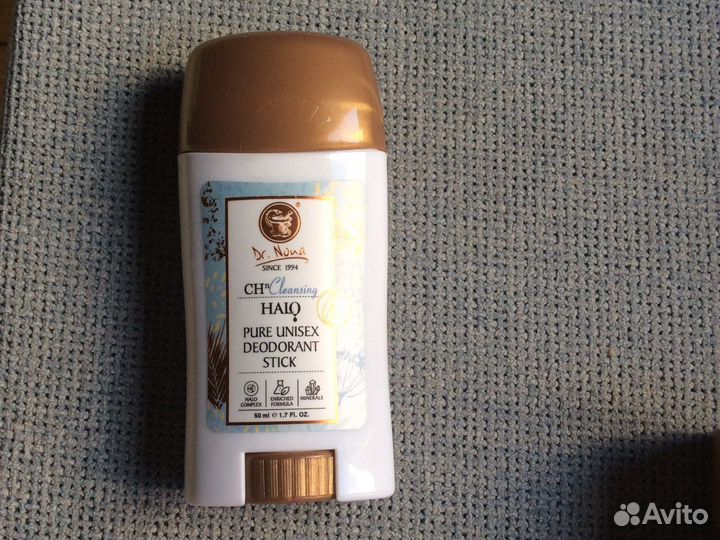 ®
Dr. Nona
SINCE 1994
CHⁿ Cleansing
HALO
PURE UNISEX
DEODORANT
STICK
HALO COMPLEX
ENRICHED FORMULA
MINERALS
50 ml ℮ 1.7 FL. OZ.
Avito